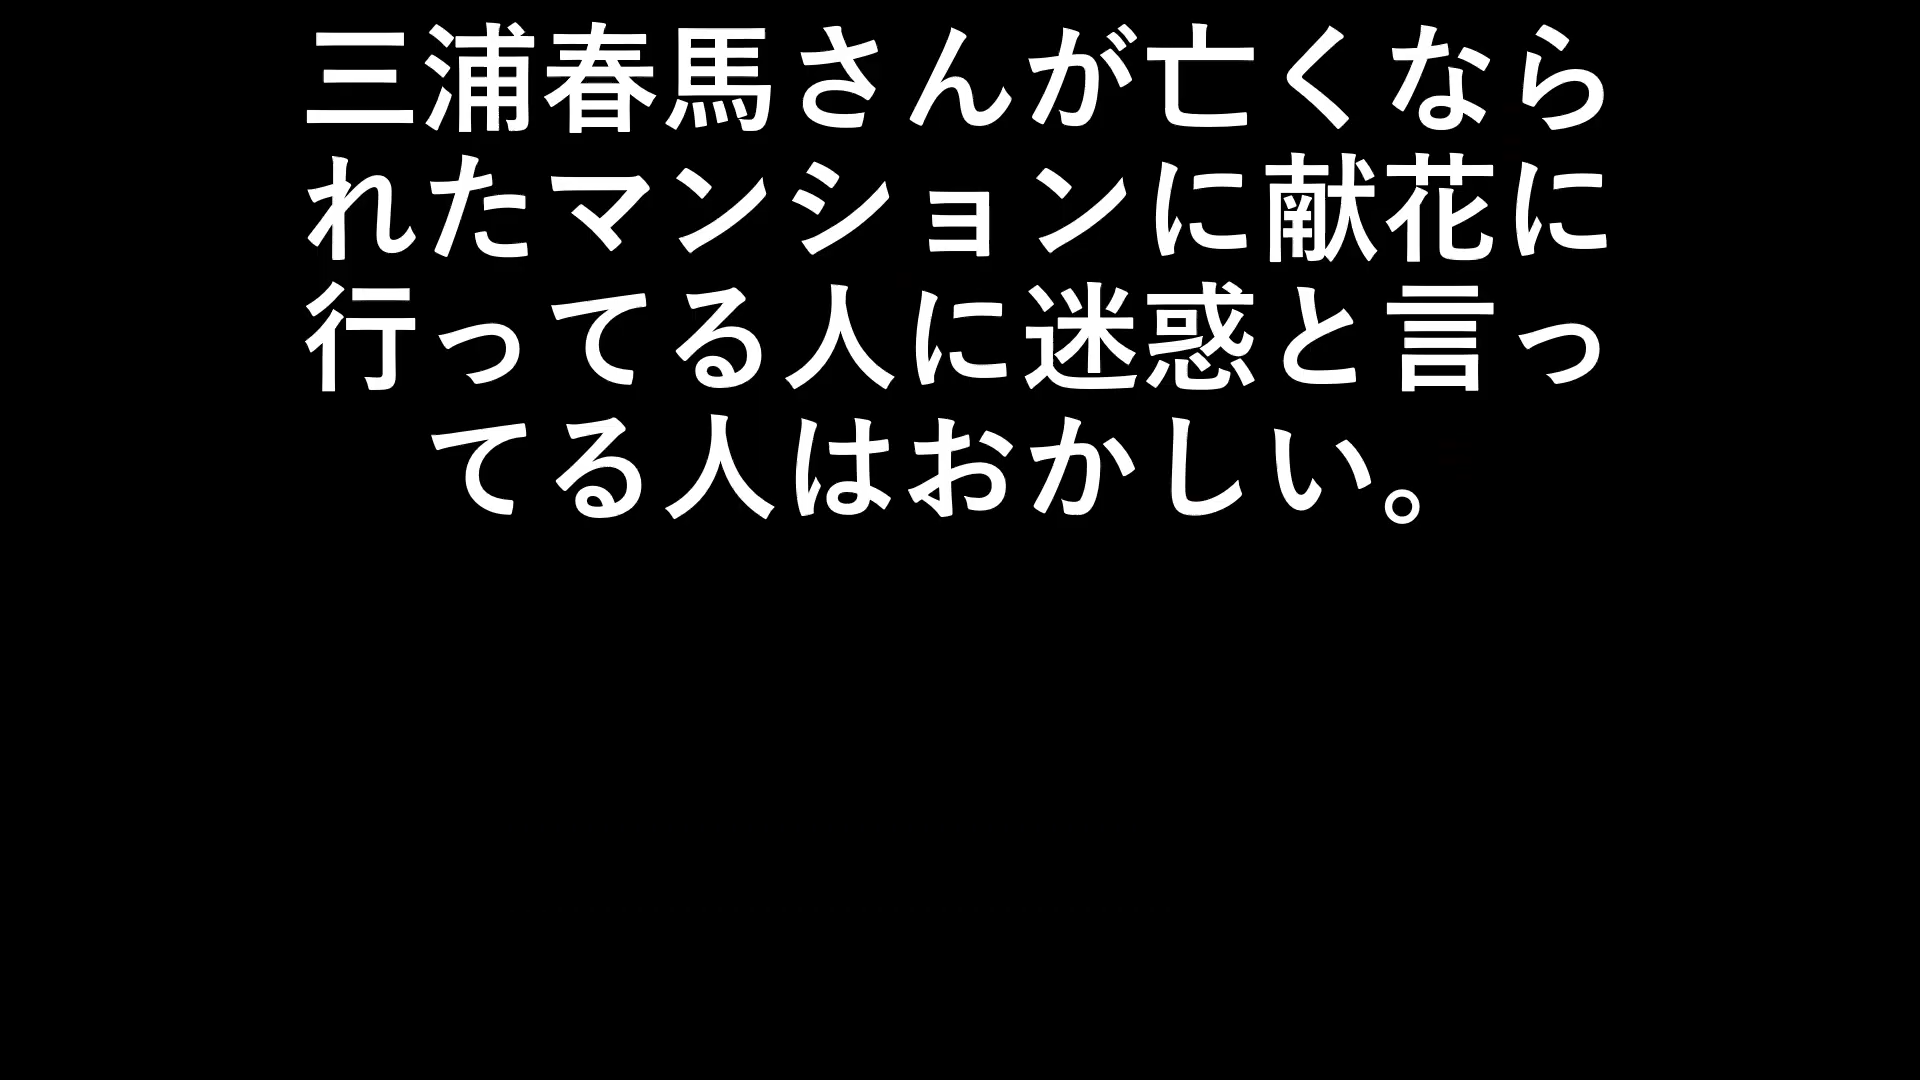 三浦春馬さんが亡くなら
れたマンションに献花に
行ってる人に迷惑と言っ
てる人はおかしい。